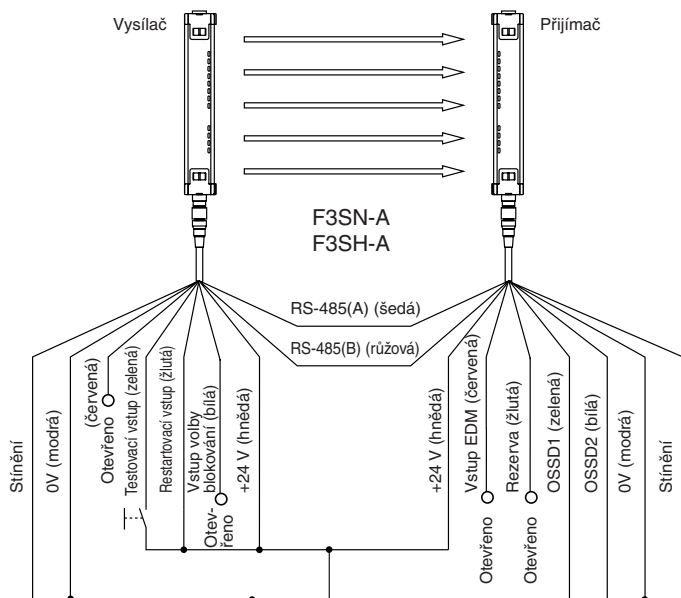 Vysílač
Přijímač
F3SN-A
F3SH-A
RS-485(A) (šedá)
RS-485(B) (růžová)
Stínění
0V (modrá)
(červená)
Otevřeno
Testovací vstup (zelená)
Restartovací vstup (žlutá)
Vstup volby
blokování (bílá)
Otev-
řeno
+24 V (hnědá)
+24 V (hnědá)
Vstup EDM (červená)
Otevřeno
Rezerva (žlutá)
Otevřeno
OSSD1 (zelená)
OSSD2 (bílá)
0V (modrá)
Stínění